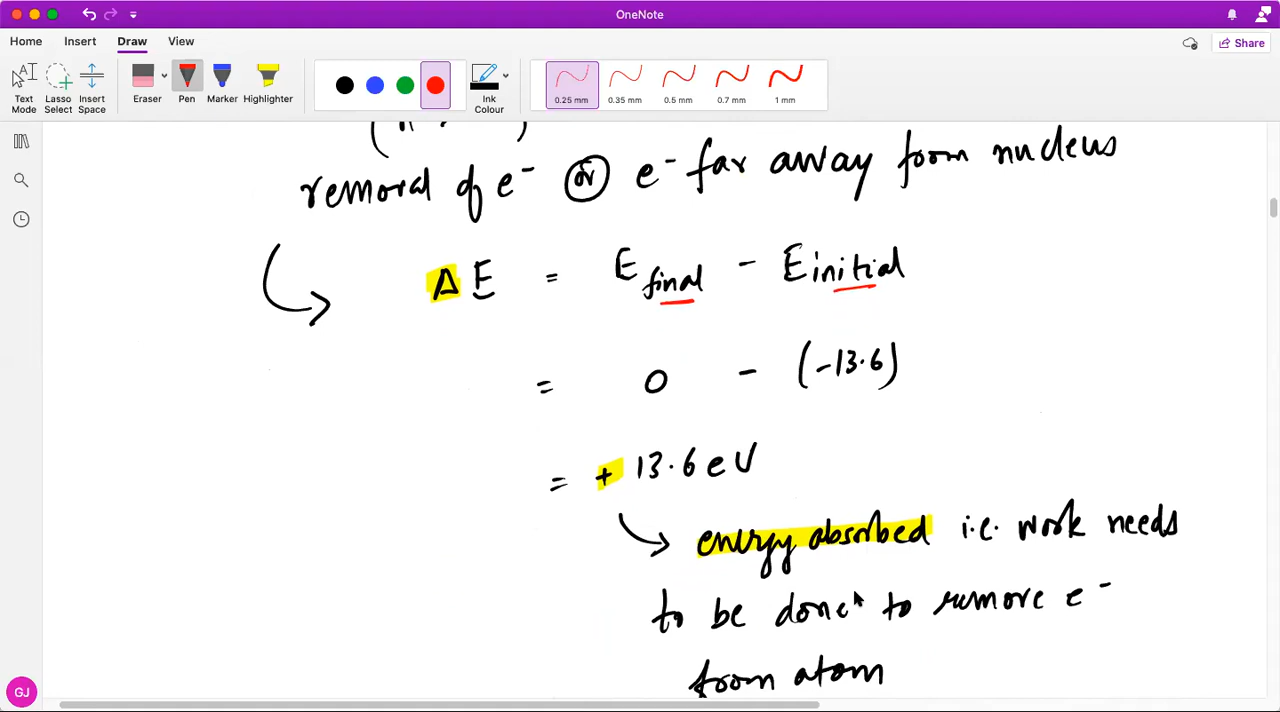 OneNote
Home Insert Draw View
Share
Text Mode
Lasso Select
Insert Space
Eraser
Pen
Marker
Highlighter
Ink Colour
0.25 mm
0.35 mm
0.5 mm
0.7 mm
1 mm
removal of e⁻ or e⁻ far away from nucleus
Δ E = E final - E initial
= 0 - (-13.6)
= + 13.6 eV
energy absorbed i.e. work needs
to be done to remove e⁻
from atom
GJ